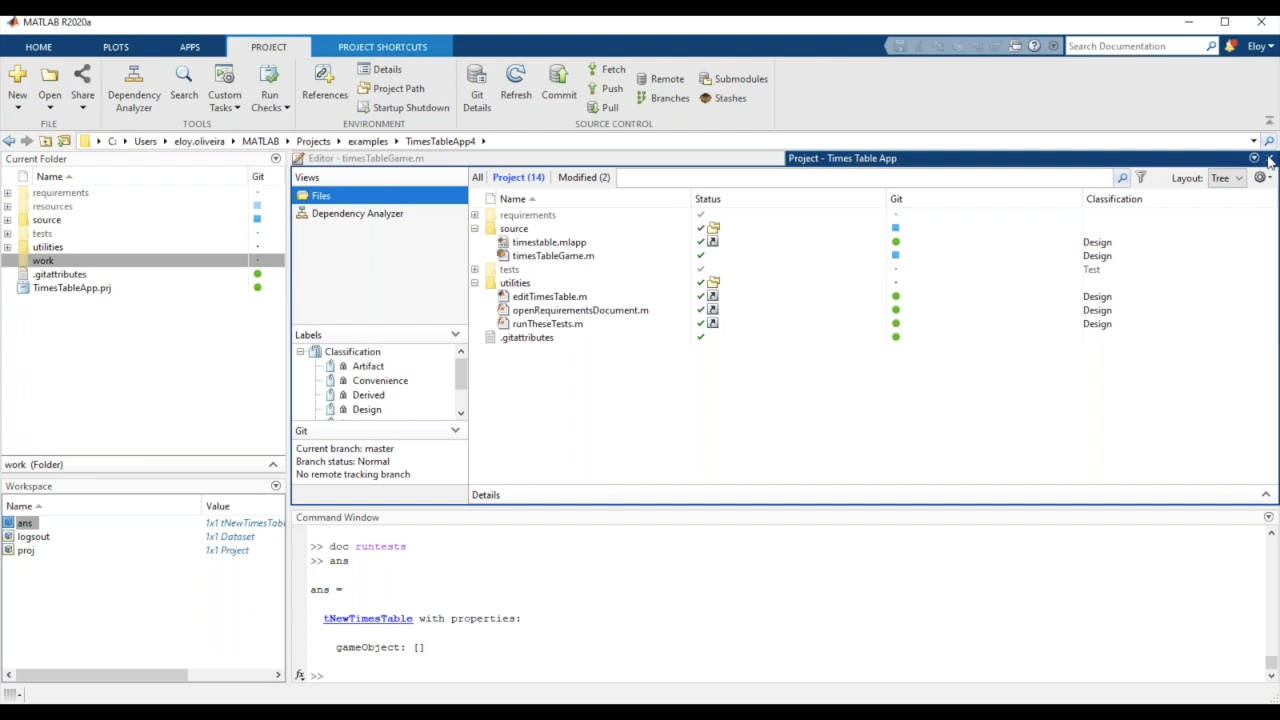 MATLAB R2020a
HOME PLOTS APPS PROJECT PROJECT SHORTCUTS Search Documentation Eloy
New Open Share Dependency Analyzer Search Custom Tasks Run Checks References Details Project Path Startup Shutdown Git Details Refresh Commit Fetch Push Pull Remote Branches Submodules Stashes
FILE TOOLS ENVIRONMENT SOURCE CONTROL
C: Users eloy.oliveira MATLAB Projects examples TimesTableApp4
Current Folder
Name Git
requirements
resources
source
tests
utilities
work
.gitattributes
TimesTableApp.prj
work (Folder)
Workspace
Name Value
ans 1x1 tNewTimesTabl
logsout 1x1 Dataset
proj 1x1 Project
Editor - timesTableGame.m
Project - Times Table App
Views
Files
Dependency Analyzer
Labels
Classification
Artifact
Convenience
Derived
Design
Git
Current branch: master
Branch status: Normal
No remote tracking branch
All Project (14) Modified (2) Layout: Tree
Name Status Git Classification
requirements
source
timestable.mlapp Design
timesTableGame.m Design
tests Test
utilities
editTimesTable.m Design
openRequirementsDocument.m Design
runTheseTests.m Design
.gitattributes
Details
Command Window
>> doc runtests
>> ans
ans =
tNewTimesTable with properties:
gameObject: []
fx >>